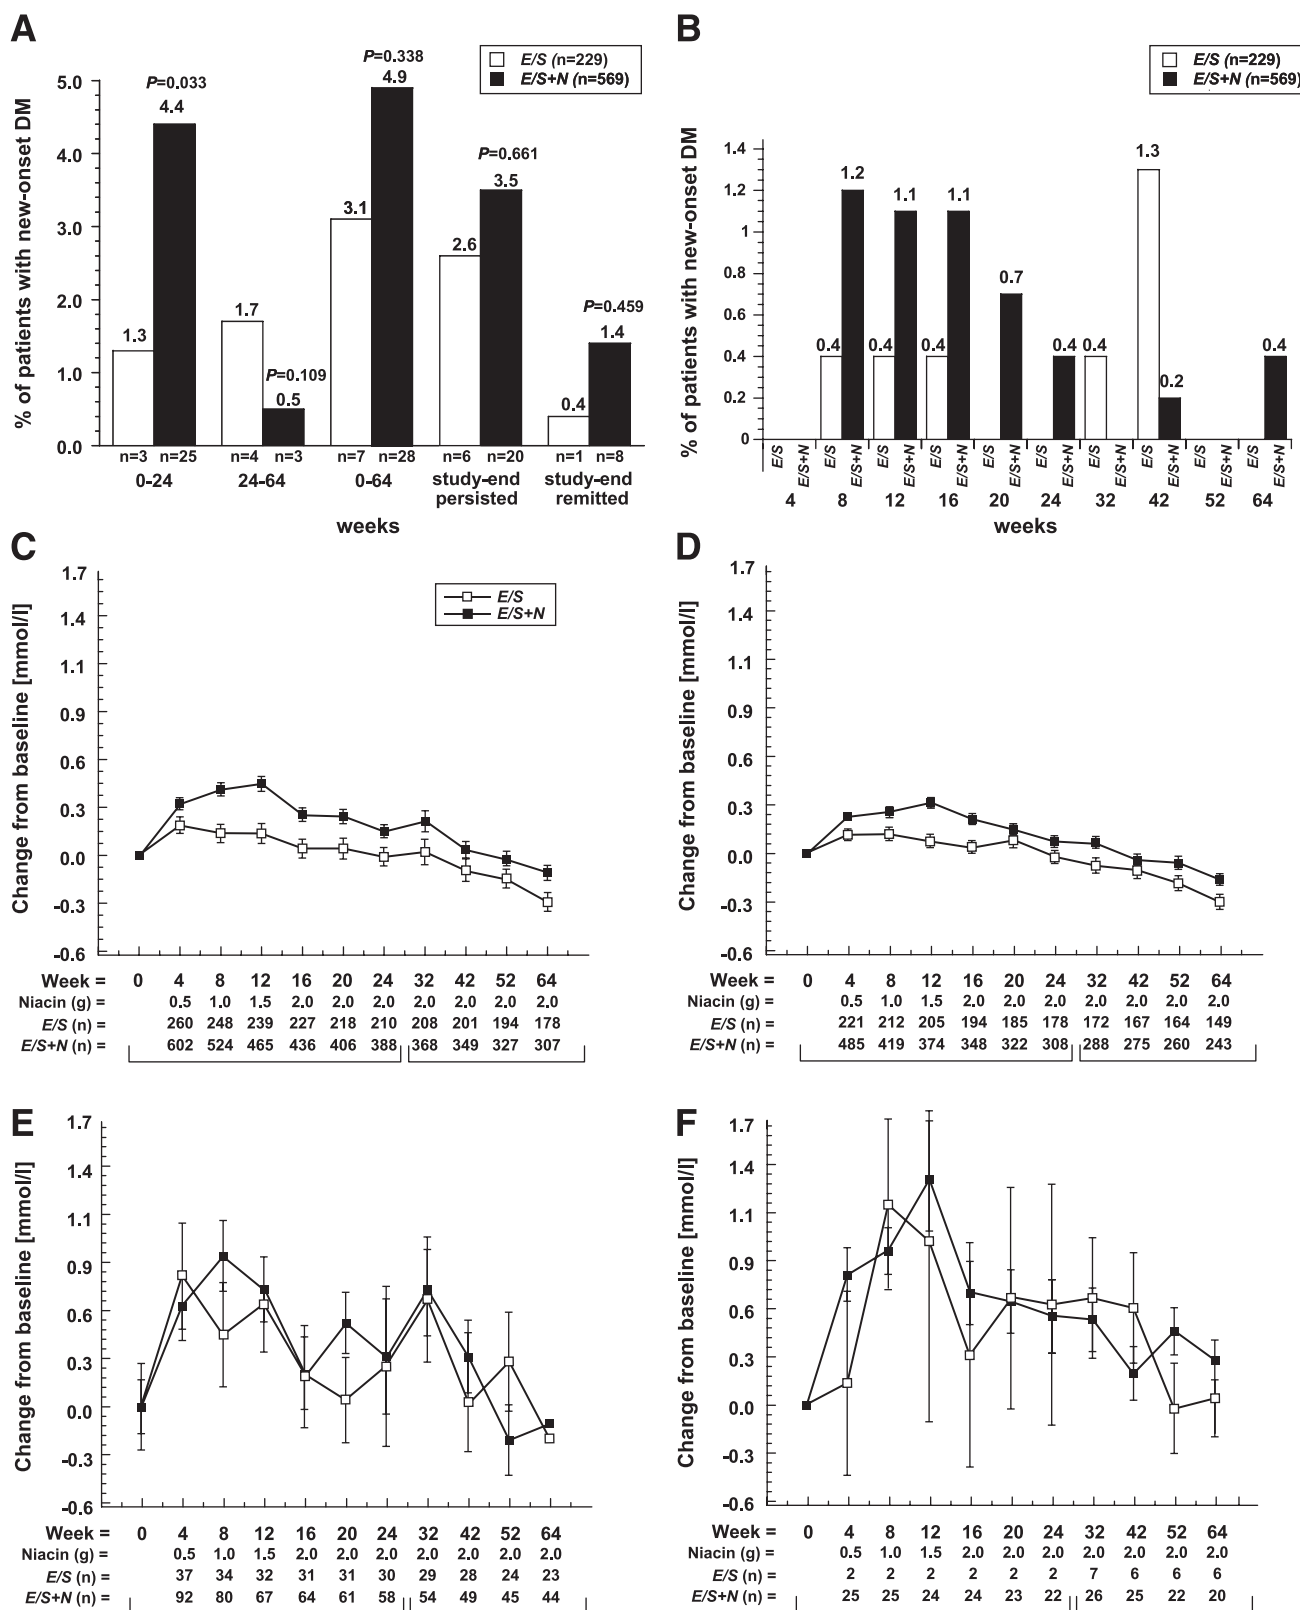 A
E/S (n=229)
E/S+N (n=569)
% of patients with new-onset DM
5.0
4.0
3.0
2.0
1.0
0.0
P=0.033
4.4
1.3
1.7
P=0.109
0.5
P=0.338
4.9
3.1
P=0.661
3.5
2.6
P=0.459
1.4
0.4
n=3 n=25 n=4 n=3 n=7 n=28 n=6 n=20 n=1 n=8
0-24 24-64 0-64 study-end persisted study-end remitted
weeks
B
E/S (n=229)
E/S+N (n=569)
% of patients with new-onset DM
1.4
1.2
1
0.8
0.6
0.4
0.2
0
0.4 1.2 0.4 1.1 0.4 1.1 0.7 0.4 0.4 1.3 0.2 0.4
E/S E/S+N E/S E/S+N E/S E/S+N E/S E/S+N E/S E/S+N E/S E/S+N E/S E/S+N E/S E/S+N E/S E/S+N E/S E/S+N
4 8 12 16 20 24 32 42 52 64
weeks
C
E/S
E/S+N
Change from baseline [mmol/l]
1.7
1.4
1.1
0.9
0.6
0.3
0.0
-0.3
-0.6
Week = 0 4 8 12 16 20 24 32 42 52 64
Niacin (g) = 0.5 1.0 1.5 2.0 2.0 2.0 2.0 2.0 2.0 2.0
E/S (n) = 260 248 239 227 218 210 208 201 194 178
E/S+N (n) = 602 524 465 436 406 388 368 349 327 307
D
Change from baseline [mmol/l]
1.7
1.4
1.1
0.9
0.6
0.3
0.0
-0.3
-0.6
Week = 0 4 8 12 16 20 24 32 42 52 64
Niacin (g) = 0.5 1.0 1.5 2.0 2.0 2.0 2.0 2.0 2.0 2.0
E/S (n) = 221 212 205 194 185 178 172 167 164 149
E/S+N (n) = 485 419 374 348 322 308 288 275 260 243
E
Change from baseline [mmol/l]
1.7
1.4
1.1
0.9
0.6
0.3
0.0
-0.3
-0.6
Week = 0 4 8 12 16 20 24 32 42 52 64
Niacin (g) = 0.5 1.0 1.5 2.0 2.0 2.0 2.0 2.0 2.0 2.0
E/S (n) = 37 34 32 31 31 30 29 28 24 23
E/S+N (n) = 92 80 67 64 61 58 54 49 45 44
F
Change from baseline [mmol/l]
1.7
1.4
1.1
0.9
0.6
0.3
0.0
-0.3
-0.6
Week = 0 4 8 12 16 20 24 32 42 52 64
Niacin (g) = 0.5 1.0 1.5 2.0 2.0 2.0 2.0 2.0 2.0 2.0
E/S (n) = 2 2 2 2 2 2 7 6 6 6
E/S+N (n) = 25 25 24 24 23 22 26 25 22 20